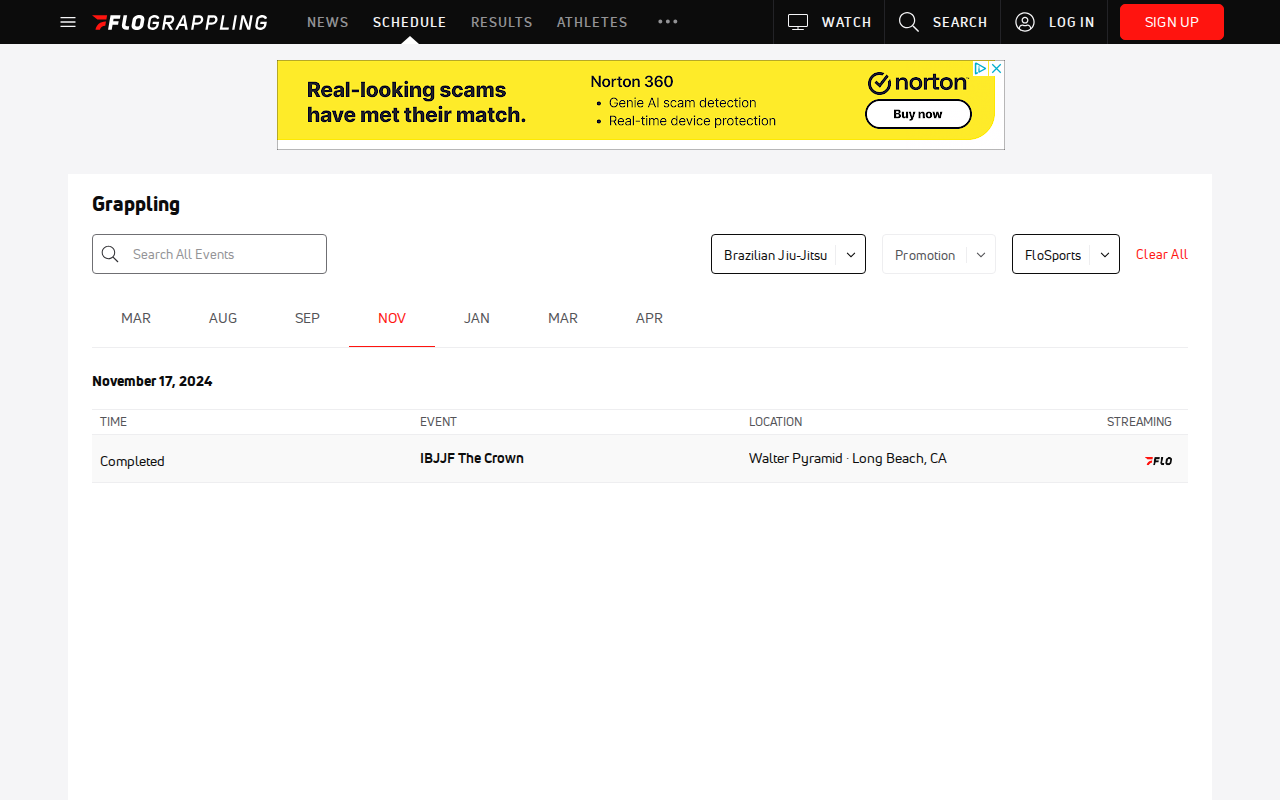 FLOGRAPPLING NEWS SCHEDULE RESULTS ATHLETES WATCH SEARCH LOG IN SIGN UP
Real-looking scams
have met their match.
Norton 360
• Genie AI scam detection
• Real-time device protection
norton
Buy now
Grappling
Search All Events Brazilian Jiu-Jitsu Promotion FloSports Clear All
MAR AUG SEP NOV JAN MAR APR
November 17, 2024
TIME EVENT LOCATION STREAMING
Completed IBJJF The Crown Walter Pyramid · Long Beach, CA FLO